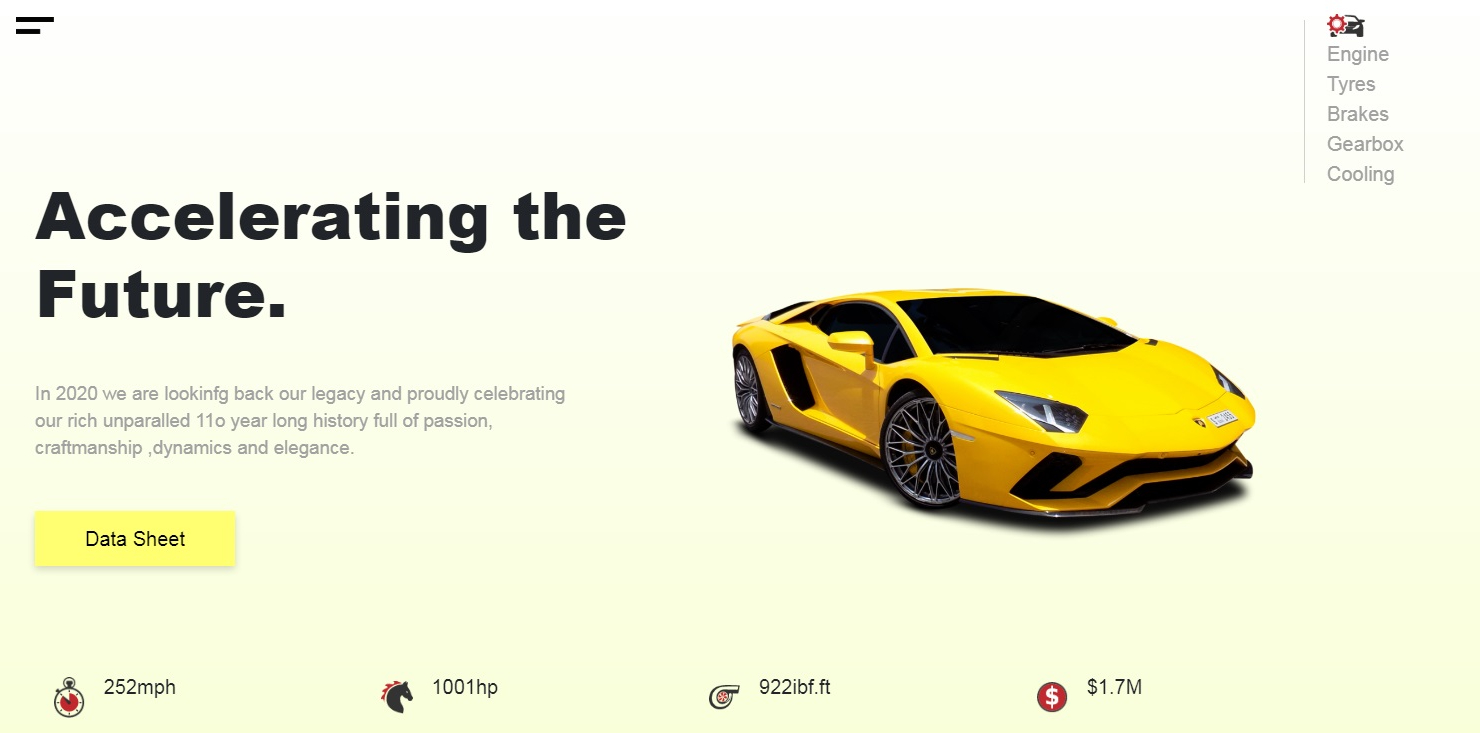 Engine
Tyres
Brakes
Gearbox
Cooling
Accelerating the
Future.
In 2020 we are lookinfg back our legacy and proudly celebrating
our rich unparalled 11o year long history full of passion,
craftmanship ,dynamics and elegance.
Data Sheet
252mph
1001hp
922ibf.ft
$
$1.7M